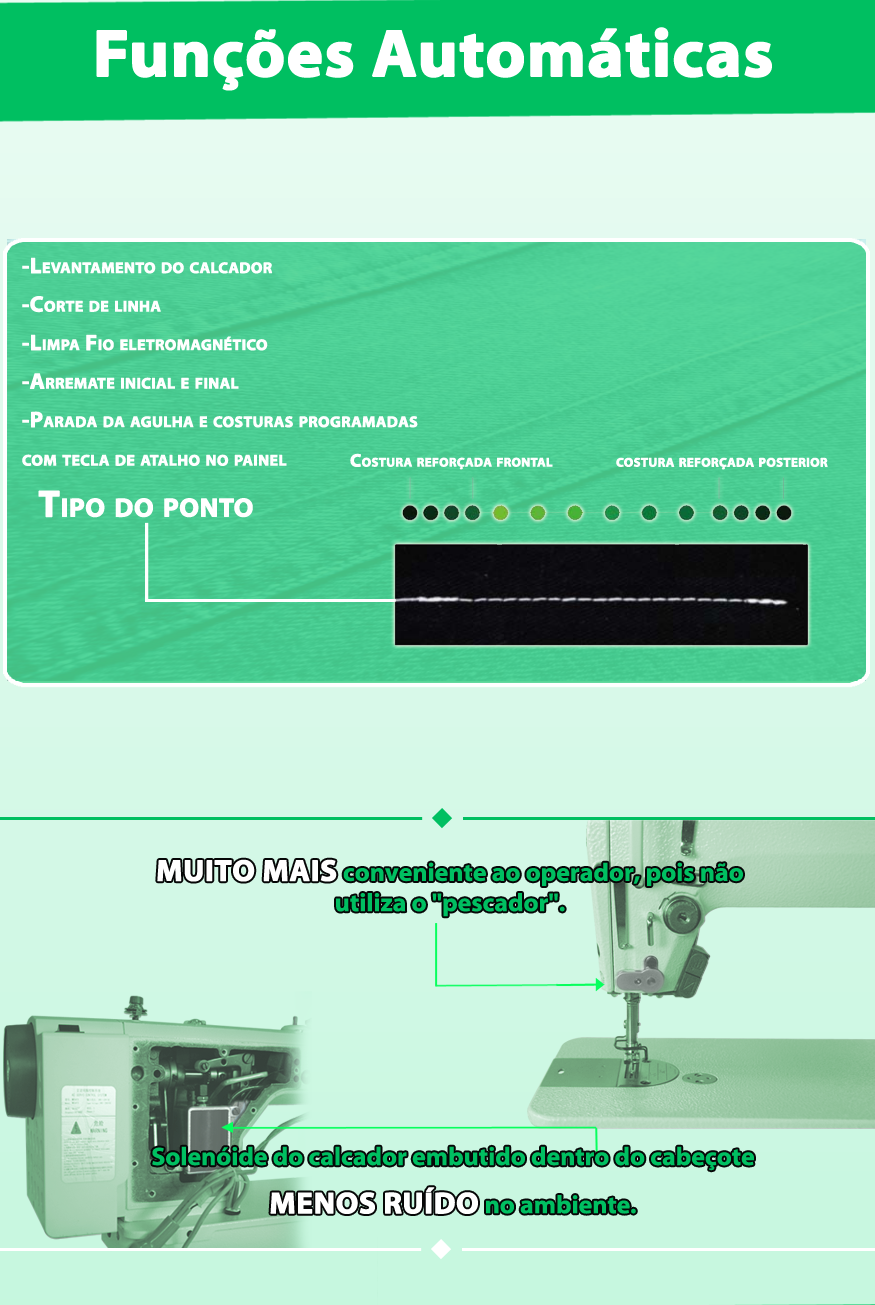 Funções Automáticas
-Levantamento do calcador
-Corte de linha
-Limpa Fio eletromagnético
-Arremate inicial e final
-Parada da agulha e costuras programadas
com tecla de atalho no painel
Costura reforçada frontal
costura reforçada posterior
Tipo do ponto
MUITO MAIS conveniente ao operador, pois não
utiliza o "pescador".
Solenóide do calcador embutido dentro do cabeçote
MENOS RUÍDO no ambiente.